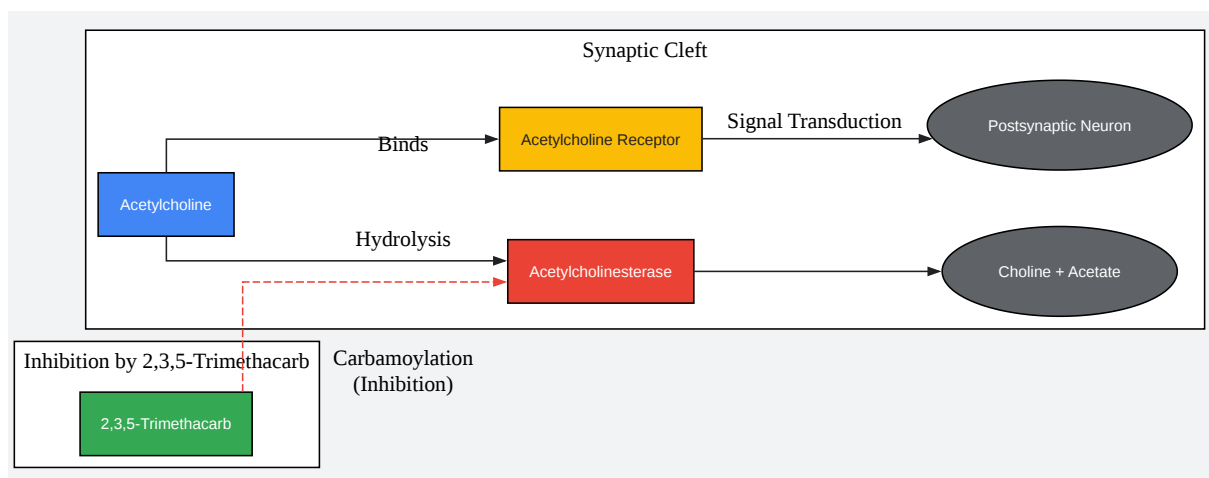 Synaptic Cleft
Binds
Acetylcholine Receptor
Signal Transduction
Postsynaptic Neuron
Acetylcholine
Hydrolysis
Acetylcholinesterase
Choline + Acetate
Inhibition by 2,3,5-Trimethacarb
Carbamoylation
(Inhibition)
2,3,5-Trimethacarb